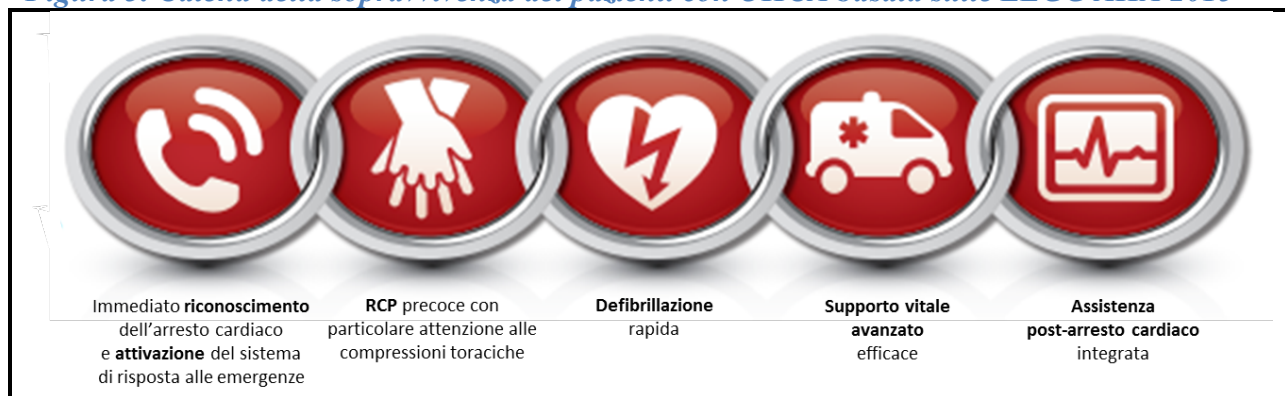 Immediato riconoscimento
dell'arresto cardiaco
e attivazione del sistema
di risposta alle emergenze
RCP precoce con
particolare attenzione alle
compressioni toraciche
Defibrillazione
rapida
Supporto vitale
avanzato
efficace
Assistenza
post-arresto cardiaco
integrata